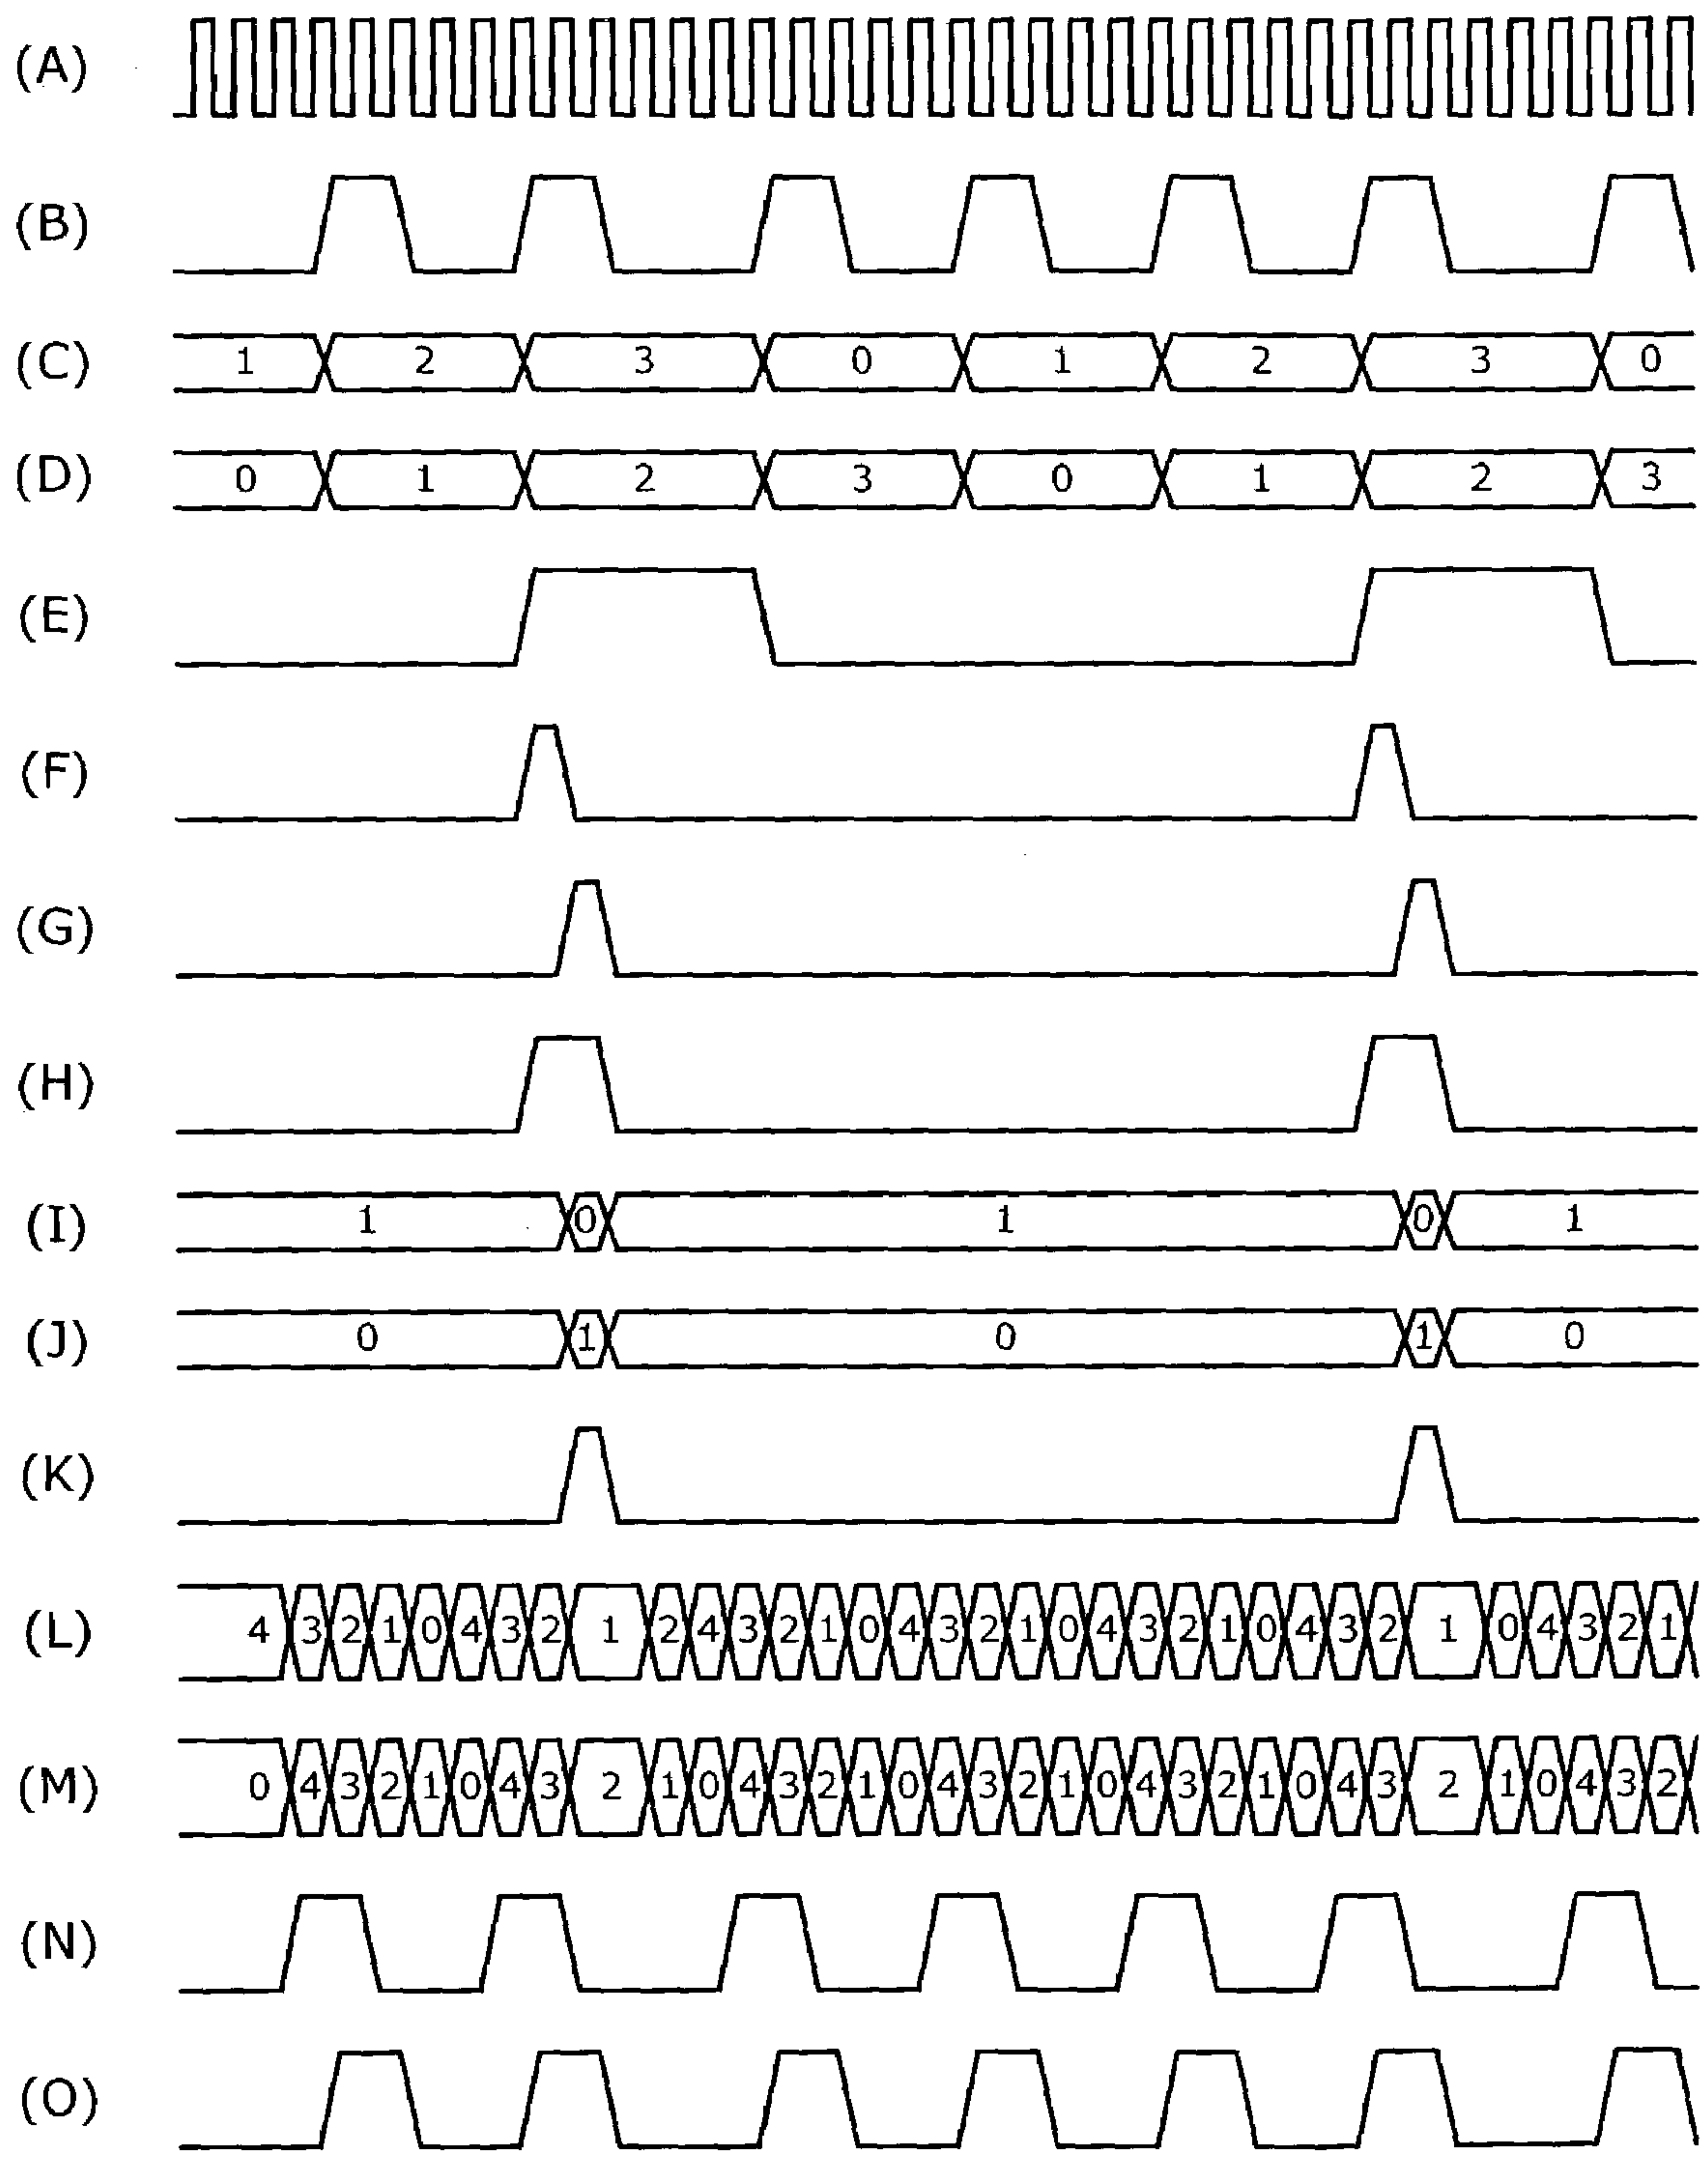 (A)
(B)
(C) 1 2 3 0 1 2 3 0
(D) 0 1 2 3 0 1 2 3
(E)
(F)
(G)
(H)
(I) 1 0 1 0 1
(J) 0 1 0 1 0
(K)
(L) 4 3 2 1 0 4 3 2 1 2 4 3 2 1 0 4 3 2 1 0 4 3 2 1 0 4 3 2 1 0 4 3 2 1
(M) 0 4 3 2 1 0 4 3 2 1 0 4 3 2 1 0 4 3 2 1 0 4 3 2 1 0 4 3 2 1 0 4 3 2
(N)
(O)